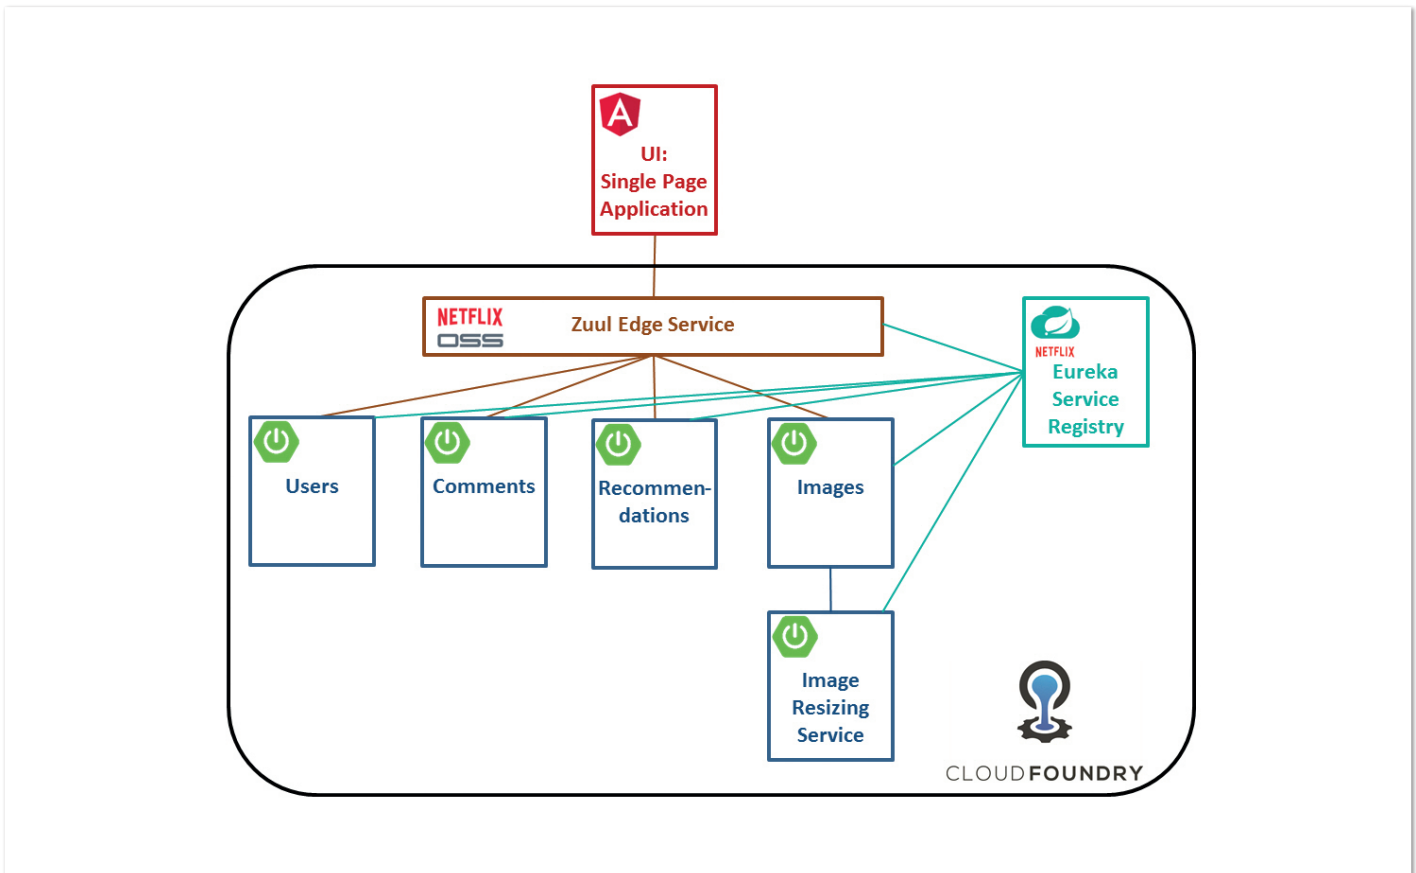 UI:
Single Page
Application
NETFLIX
OSS
Zuul Edge Service
NETFLIX
Eureka
Service
Registry
Users
Comments
Recommen-
dations
Images
Image
Resizing
Service
CLOUDFOUNDRY